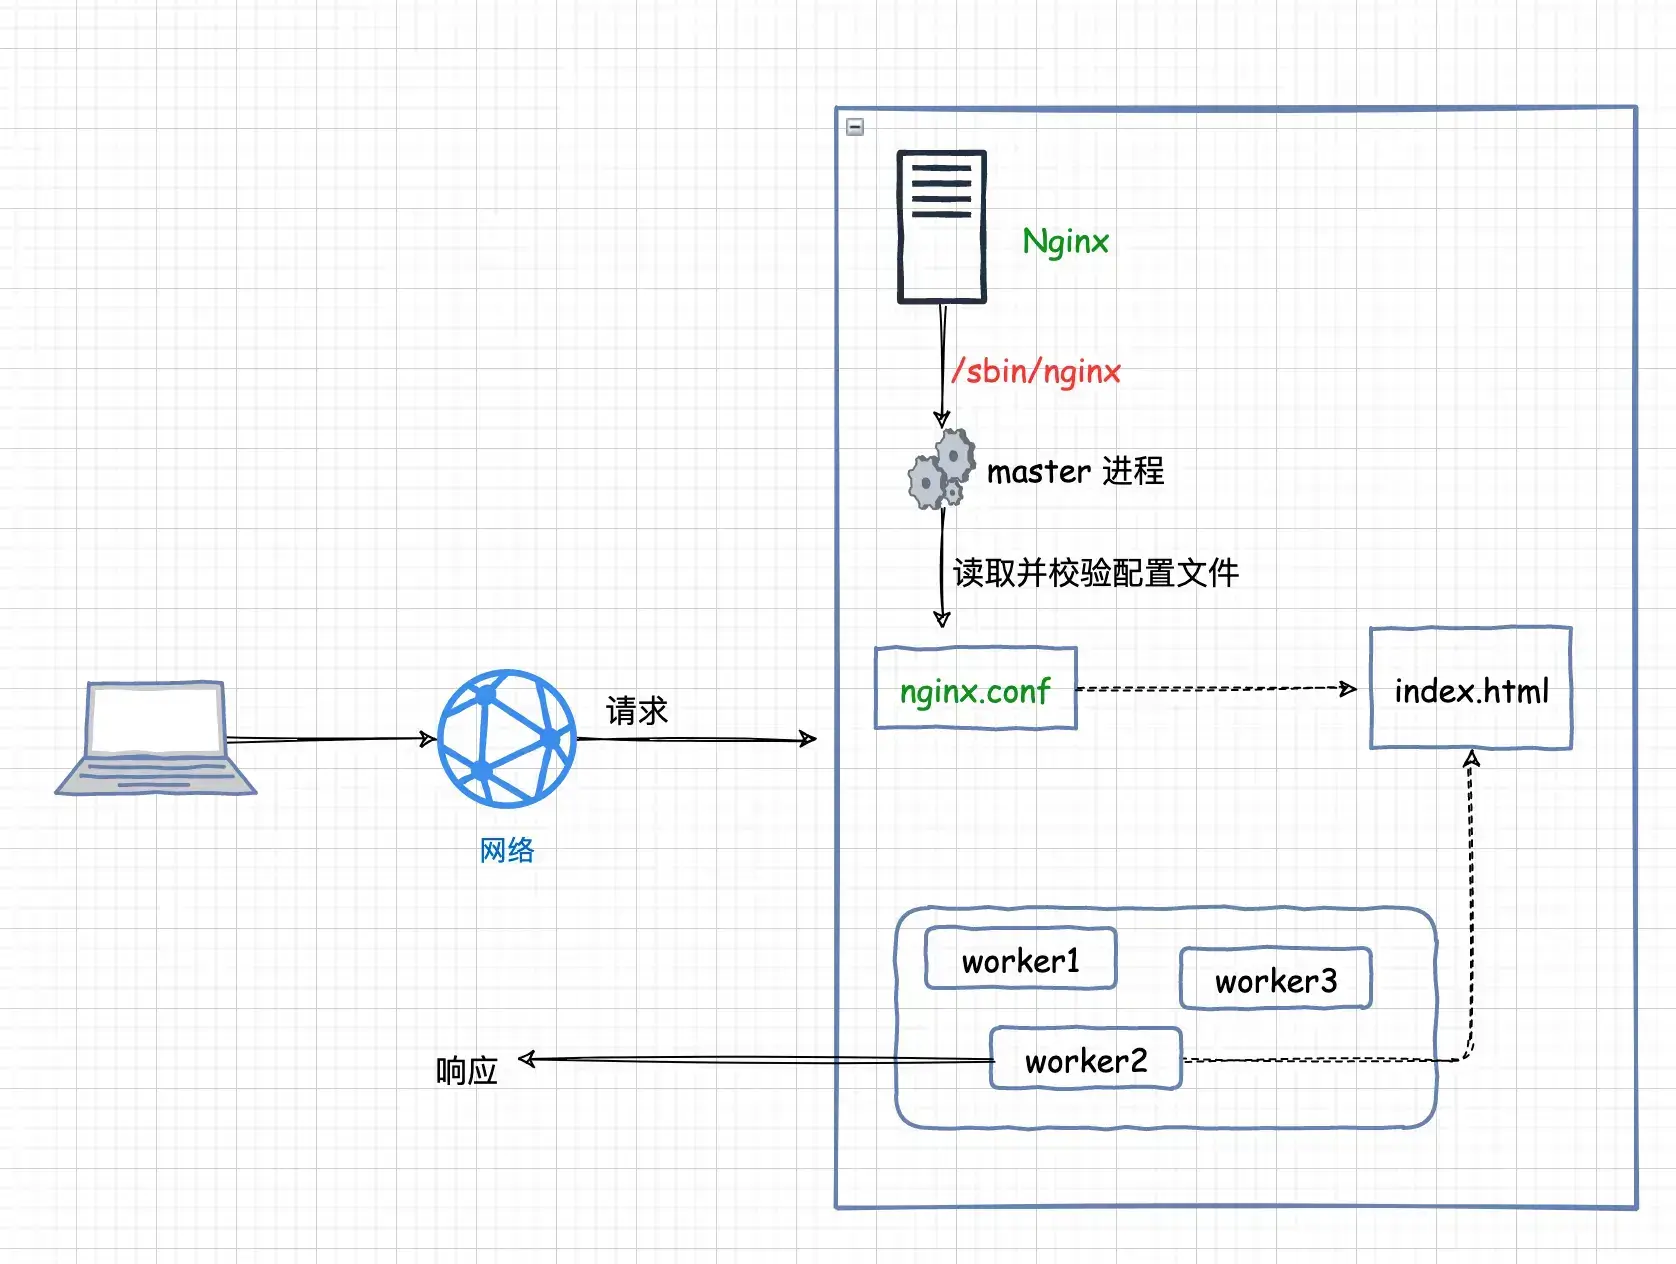 Nginx
/sbin/nginx
master 进程
读取并校验配置文件
nginx.conf
index.html
请求
网络
worker1
worker3
worker2
响应